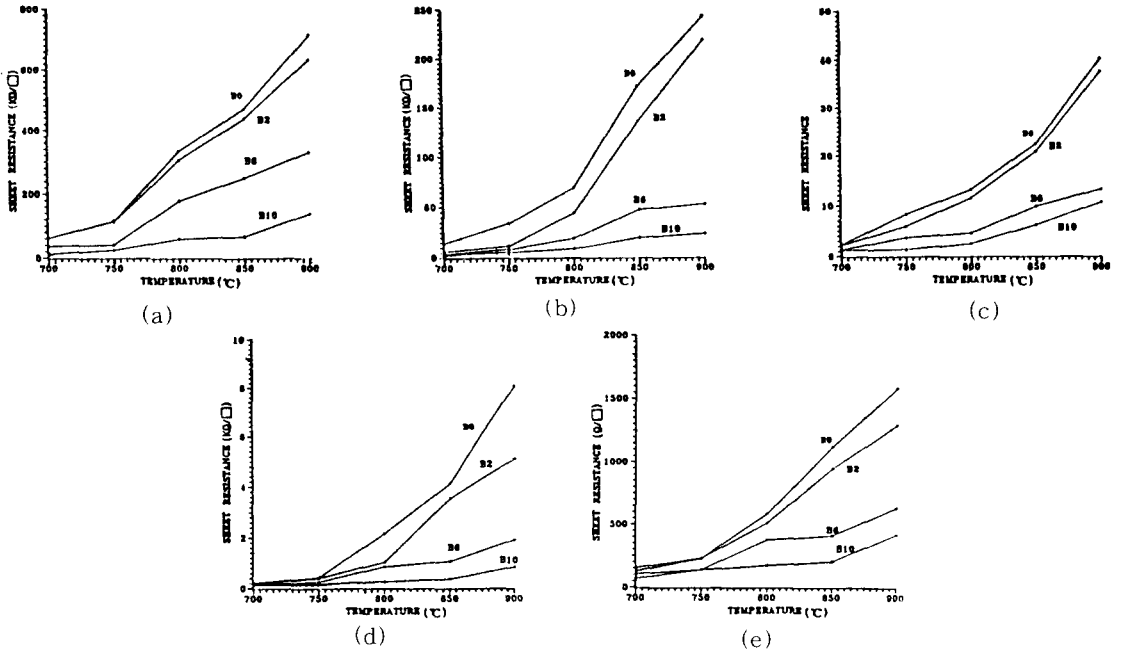 800
600
400
200
0
SHEET RESISTANCE (KΩ/□)
B0
B2
B6
B10
700 750 800 850 900
TEMPERATURE (℃)
(a)
250
200
150
100
50
0
SHEET RESISTANCE (KΩ/□)
B0
B2
B6
B10
700 750 800 850 900
TEMPERATURE (℃)
(b)
50
40
30
20
10
0
SHEET RESISTANCE
B0
B2
B6
B10
700 750 800 850 900
TEMPERATURE (℃)
(c)
10
8
6
4
2
0
SHEET RESISTANCE (KΩ/□)
B0
B2
B6
B10
700 750 800 850 900
TEMPERATURE (℃)
(d)
2000
1500
1000
500
0
SHEET RESISTANCE (Ω/□)
B0
B2
B6
B10
700 750 800 850 900
TEMPERATURE (℃)
(e)